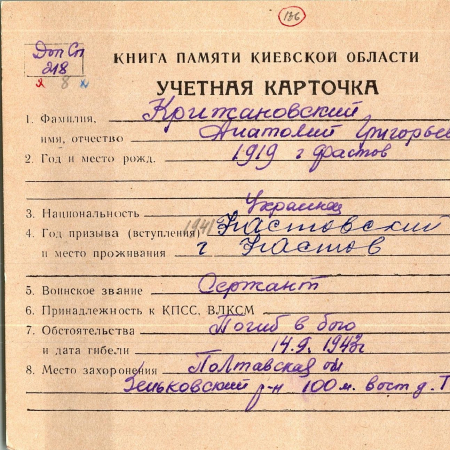 136
Доп Сп
218
я 8 х
КНИГА ПАМЯТИ КИЕВСКОЙ ОБЛАСТИ
УЧЕТНАЯ КАРТОЧКА
1. Фамилия, Крижановский
имя, отчество Анатолий Григорьев
2. Год и место рожд. 1919 г Фастов
3. Национальность Украинец
4. Год призыва (вступления) 1941 Фастовский
и место проживания г Фастов
5. Воинское звание Сержант
6. Принадлежность к КПСС, ВЛКСМ
7. Обстоятельства Погиб в бою
и дата гибели 14.9.1943г
8. Место захоронения Полтавская об
Зеньковский р-н 100 м. вост д. Т